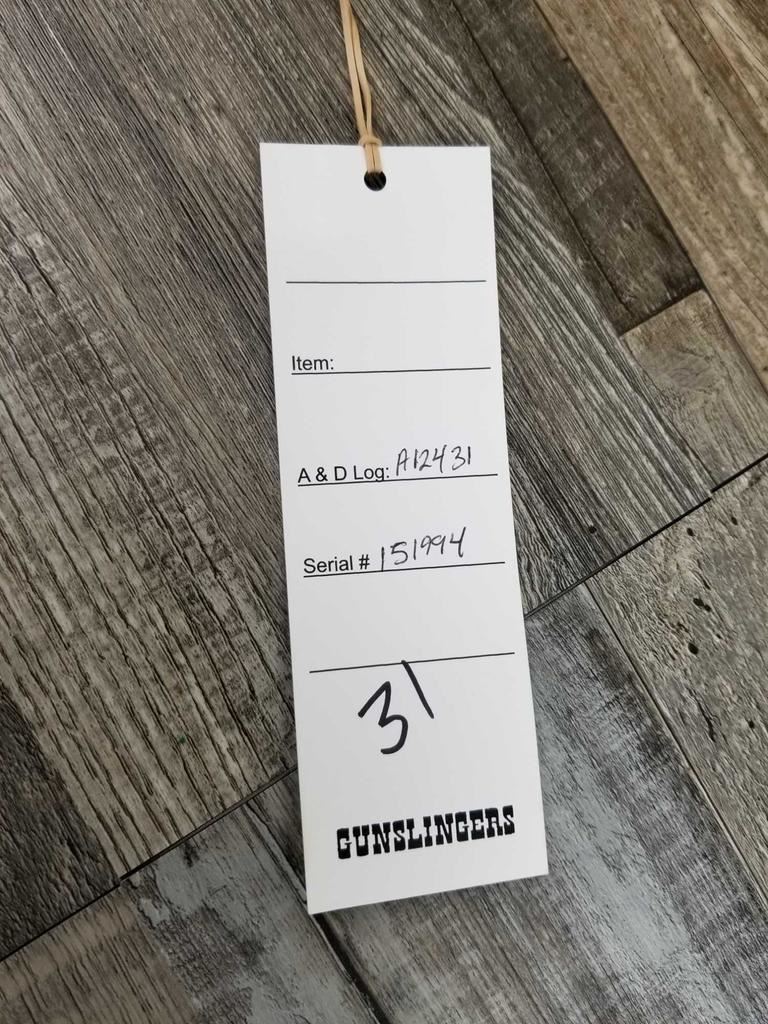 Item:
A & D Log: A12431
Serial # 151994
31
GUNSLINGERS